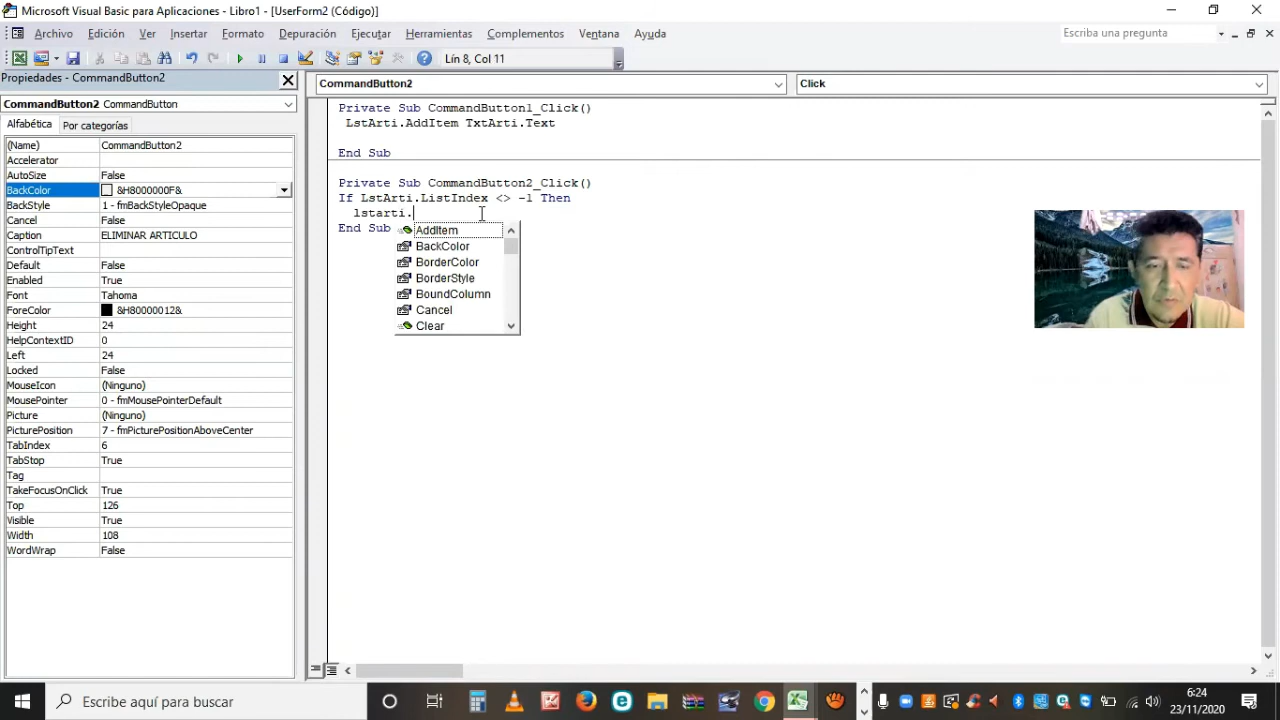 Microsoft Visual Basic para Aplicaciones - Libro1 - [UserForm2 (Código)]
Archivo Edición Ver Insertar Formato Depuración Ejecutar Herramientas Complementos Ventana Ayuda
Escriba una pregunta
Lín 8, Col 11
Propiedades - CommandButton2
CommandButton2 CommandButton
Alfabética Por categorías
(Name) CommandButton2
Accelerator
AutoSize False
BackColor &H8000000F&
BackStyle 1 - fmBackStyleOpaque
Cancel False
Caption ELIMINAR ARTICULO
ControlTipText
Default False
Enabled True
Font Tahoma
ForeColor &H80000012&
Height 24
HelpContextID 0
Left 24
Locked False
MouseIcon (Ninguno)
MousePointer 0 - fmMousePointerDefault
Picture (Ninguno)
PicturePosition 7 - fmPicturePositionAboveCenter
TabIndex 6
TabStop True
Tag
TakeFocusOnClick True
Top 126
Visible True
Width 108
WordWrap False
CommandButton2 Click
Private Sub CommandButton1_Click()
LstArti.AddItem TxtArti.Text
End Sub
Private Sub CommandButton2_Click()
If LstArti.ListIndex <> -1 Then
lstarti.
End Sub
AddItem
BackColor
BorderColor
BorderStyle
BoundColumn
Cancel
Clear
Escribe aquí para buscar
6:24
23/11/2020